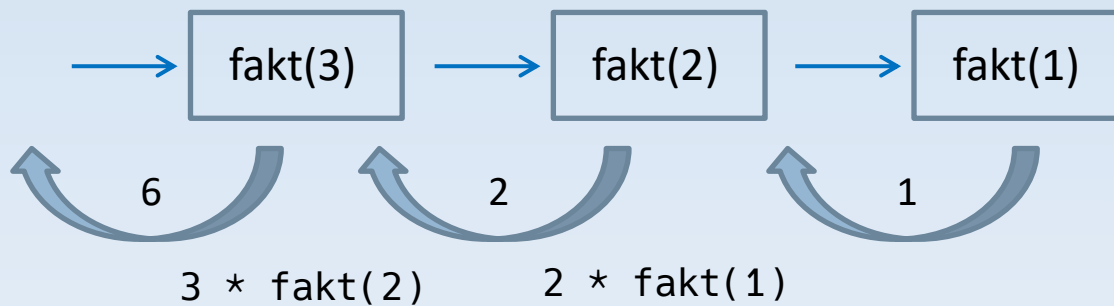 fakt(3)
fakt(2)
fakt(1)
6
2
1
3 * fakt(2)
2 * fakt(1)